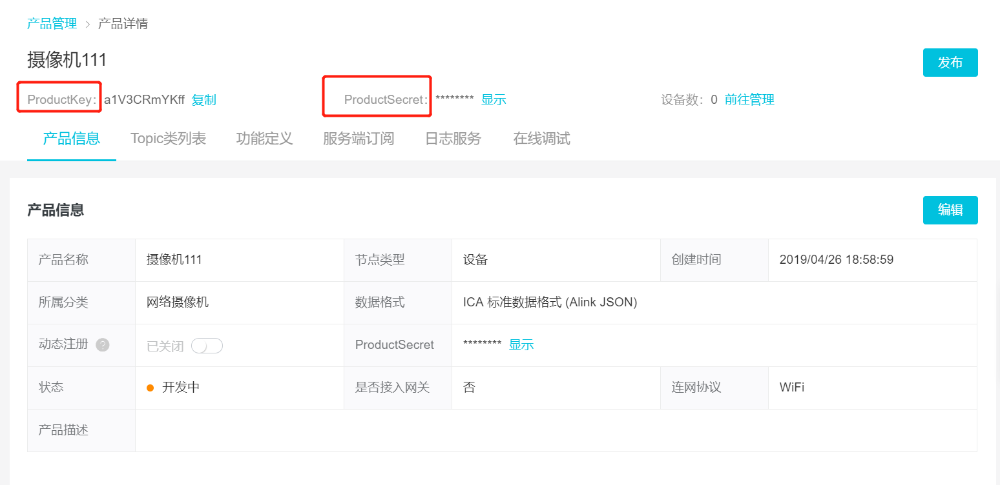 产品管理 > 产品详情
摄像机111
发布
ProductKey: a1V3CRmYKff 复制 ProductSecret: ******** 显示 设备数: 0 前往管理
产品信息 Topic类列表 功能定义 服务端订阅 日志服务 在线调试
产品信息
编辑
产品名称 摄像机111 节点类型 设备 创建时间 2019/04/26 18:58:59
所属分类 网络摄像机 数据格式 ICA 标准数据格式 (Alink JSON)
动态注册 ? 已关闭 ProductSecret ******** 显示
状态 开发中 是否接入网关 否 连网协议 WiFi
产品描述